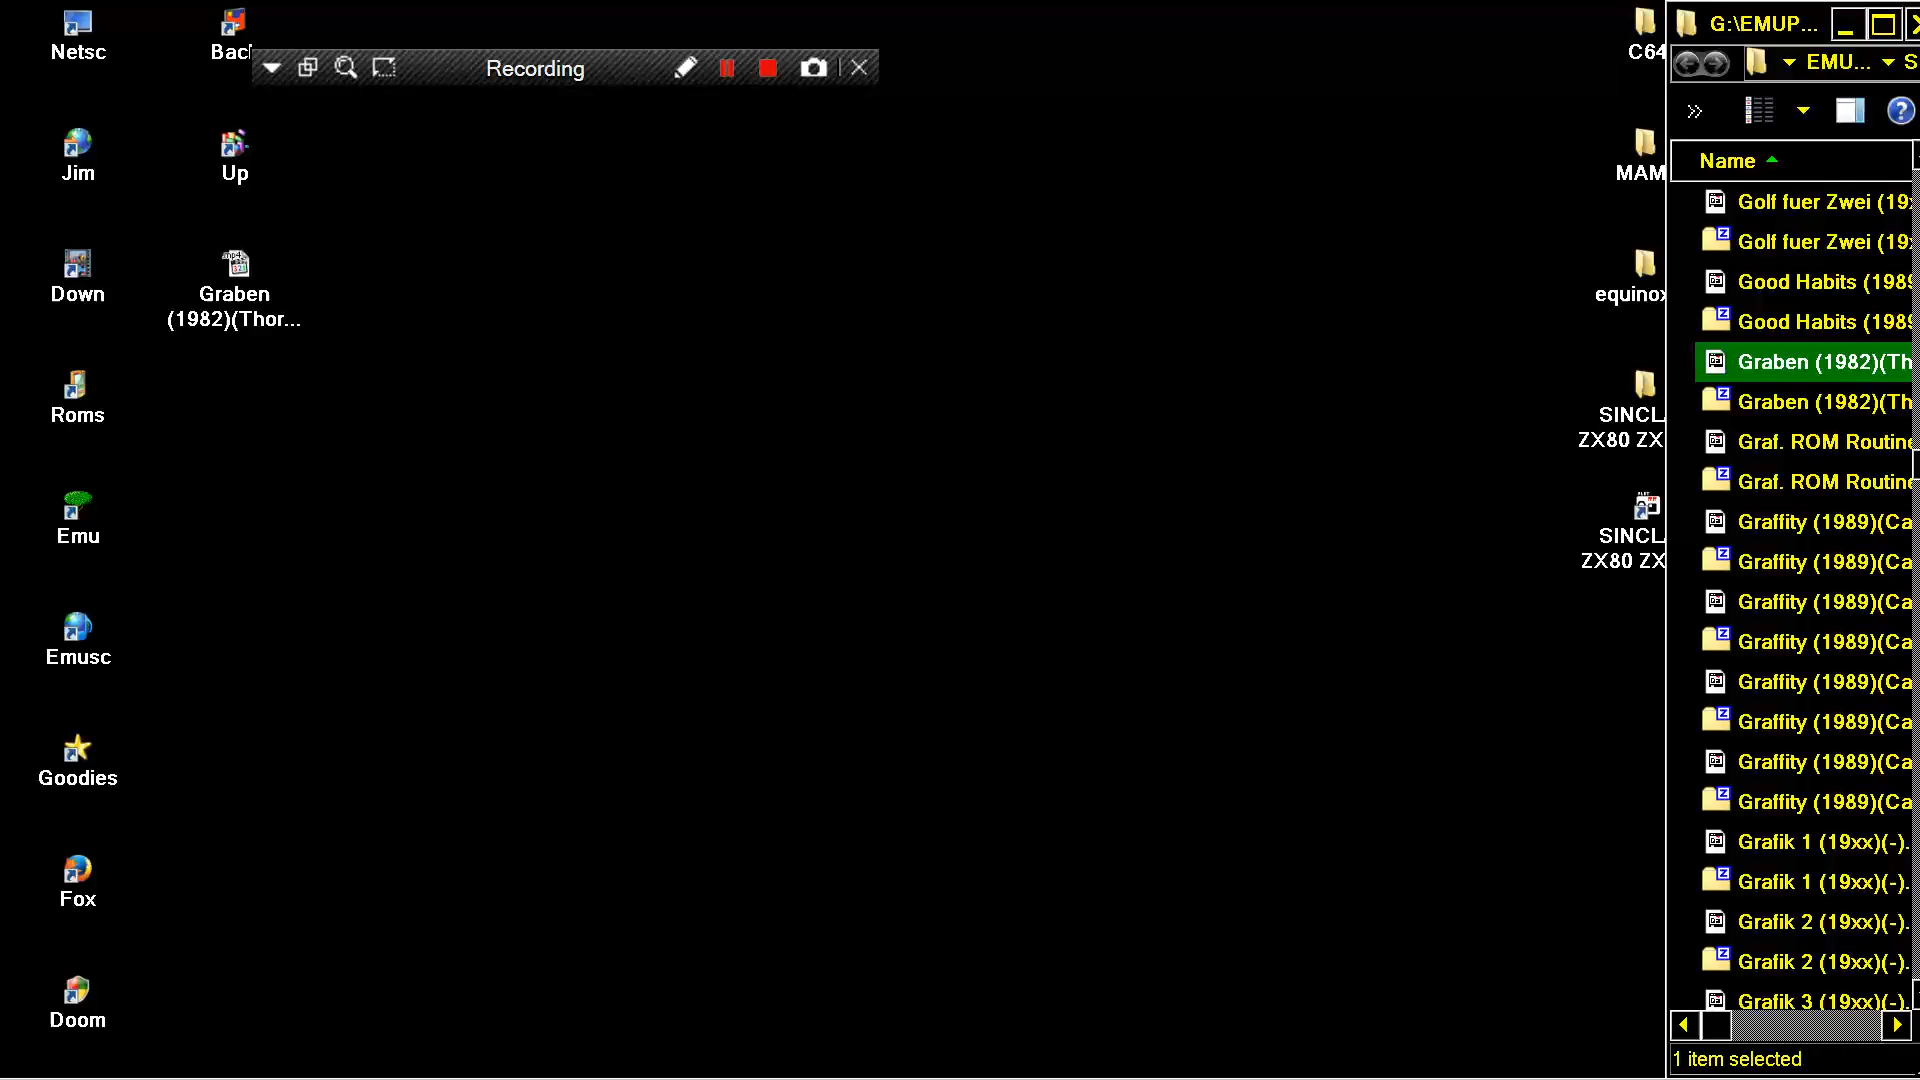 Netsc
Jim
Down
Roms
Emu
Emusc
Goodies
Fox
Doom
Bac
Up
Graben
(1982)(Thor...
Recording
C64
MAM
equinox
SINCL
ZX80 ZX
SINCL
ZX80 ZX
G:\EMUP...
EMU...
S
Name
Golf fuer Zwei (19
Golf fuer Zwei (19
Good Habits (198
Good Habits (198
Graben (1982)(Th
Graben (1982)(Th
Graf. ROM Routine
Graf. ROM Routine
Graffity (1989)(Ca
Graffity (1989)(Ca
Graffity (1989)(Ca
Graffity (1989)(Ca
Graffity (1989)(Ca
Graffity (1989)(Ca
Graffity (1989)(Ca
Graffity (1989)(Ca
Grafik 1 (19xx)(-).
Grafik 1 (19xx)(-).
Grafik 2 (19xx)(-).
Grafik 2 (19xx)(-).
Grafik 3 (19xx)(-).
1 item selected